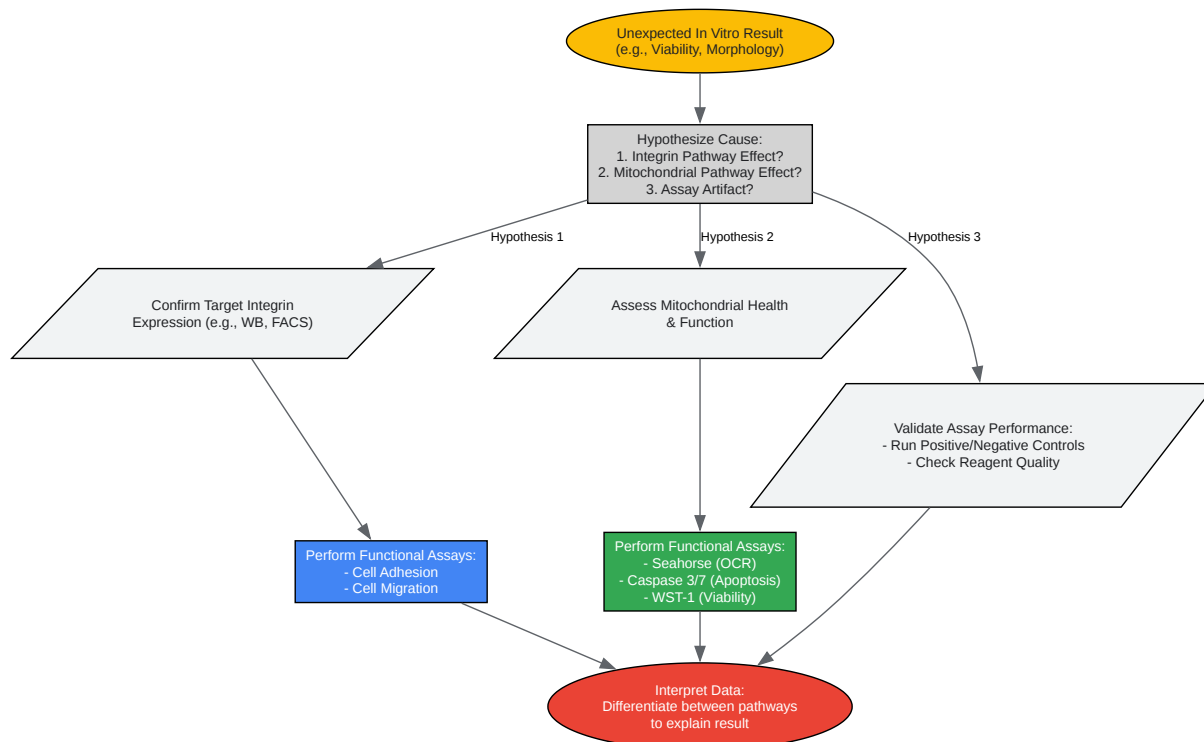 Unexpected In Vitro Result
(e.g., Viability, Morphology)
Hypothesize Cause:
1. Integrin Pathway Effect?
2. Mitochondrial Pathway Effect?
3. Assay Artifact?
Hypothesis 1
Hypothesis 2
Hypothesis 3
Confirm Target Integrin
Expression (e.g., WB, FACS)
Assess Mitochondrial Health
& Function
Validate Assay Performance:
- Run Positive/Negative Controls
- Check Reagent Quality
Perform Functional Assays:
- Cell Adhesion
- Cell Migration
Perform Functional Assays:
- Seahorse (OCR)
- Caspase 3/7 (Apoptosis)
- WST-1 (Viability)
Interpret Data:
Differentiate between pathways
to explain result